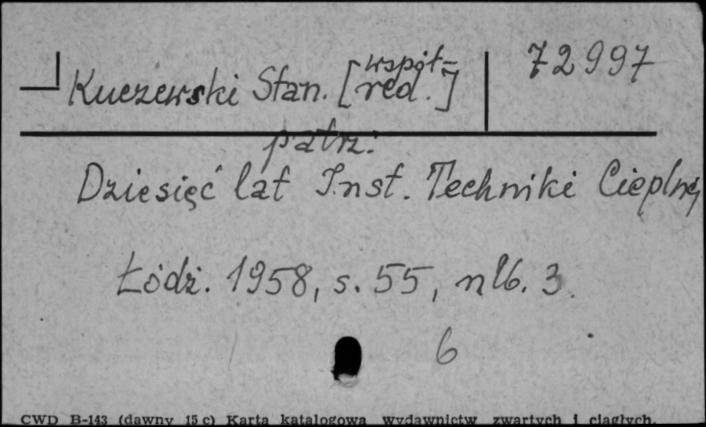 Kuczewski Stan. [współ-red.] 72997
patrz:
Dziesięć lat Inst. Techniki Cieplnej
Łódź. 1958, s. 55, nlb. 3.
6
CWD B-143 (dawny 15 c) Karta katalogowa wydawnictw zwartych i ciągłych.